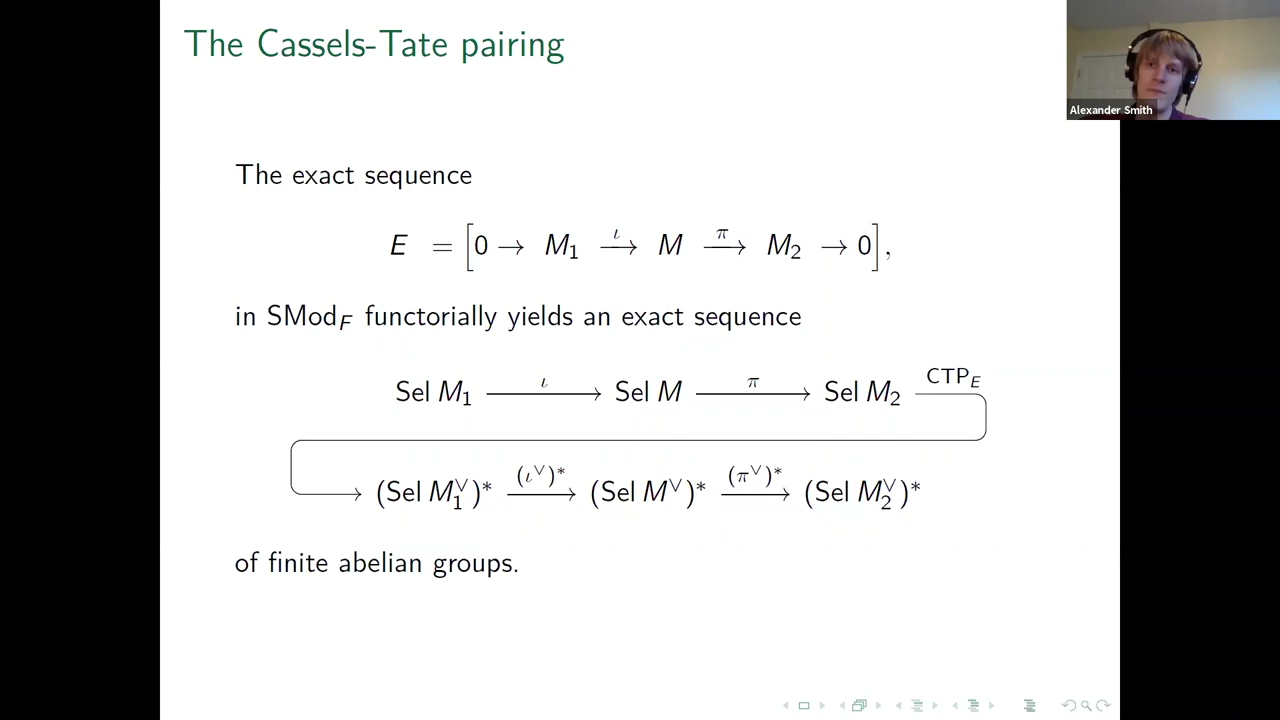 The Cassels-Tate pairing
Alexander Smith
The exact sequence
E = [0 → M₁ —ι→ M —π→ M₂ → 0],
in SMod_F functorially yields an exact sequence
Sel M₁ —ι→ Sel M —π→ Sel M₂ CTP_E
→ (Sel M₁^∨)* —(ι^∨)*→ (Sel M^∨)* —(π^∨)*→ (Sel M₂^∨)*
of finite abelian groups.